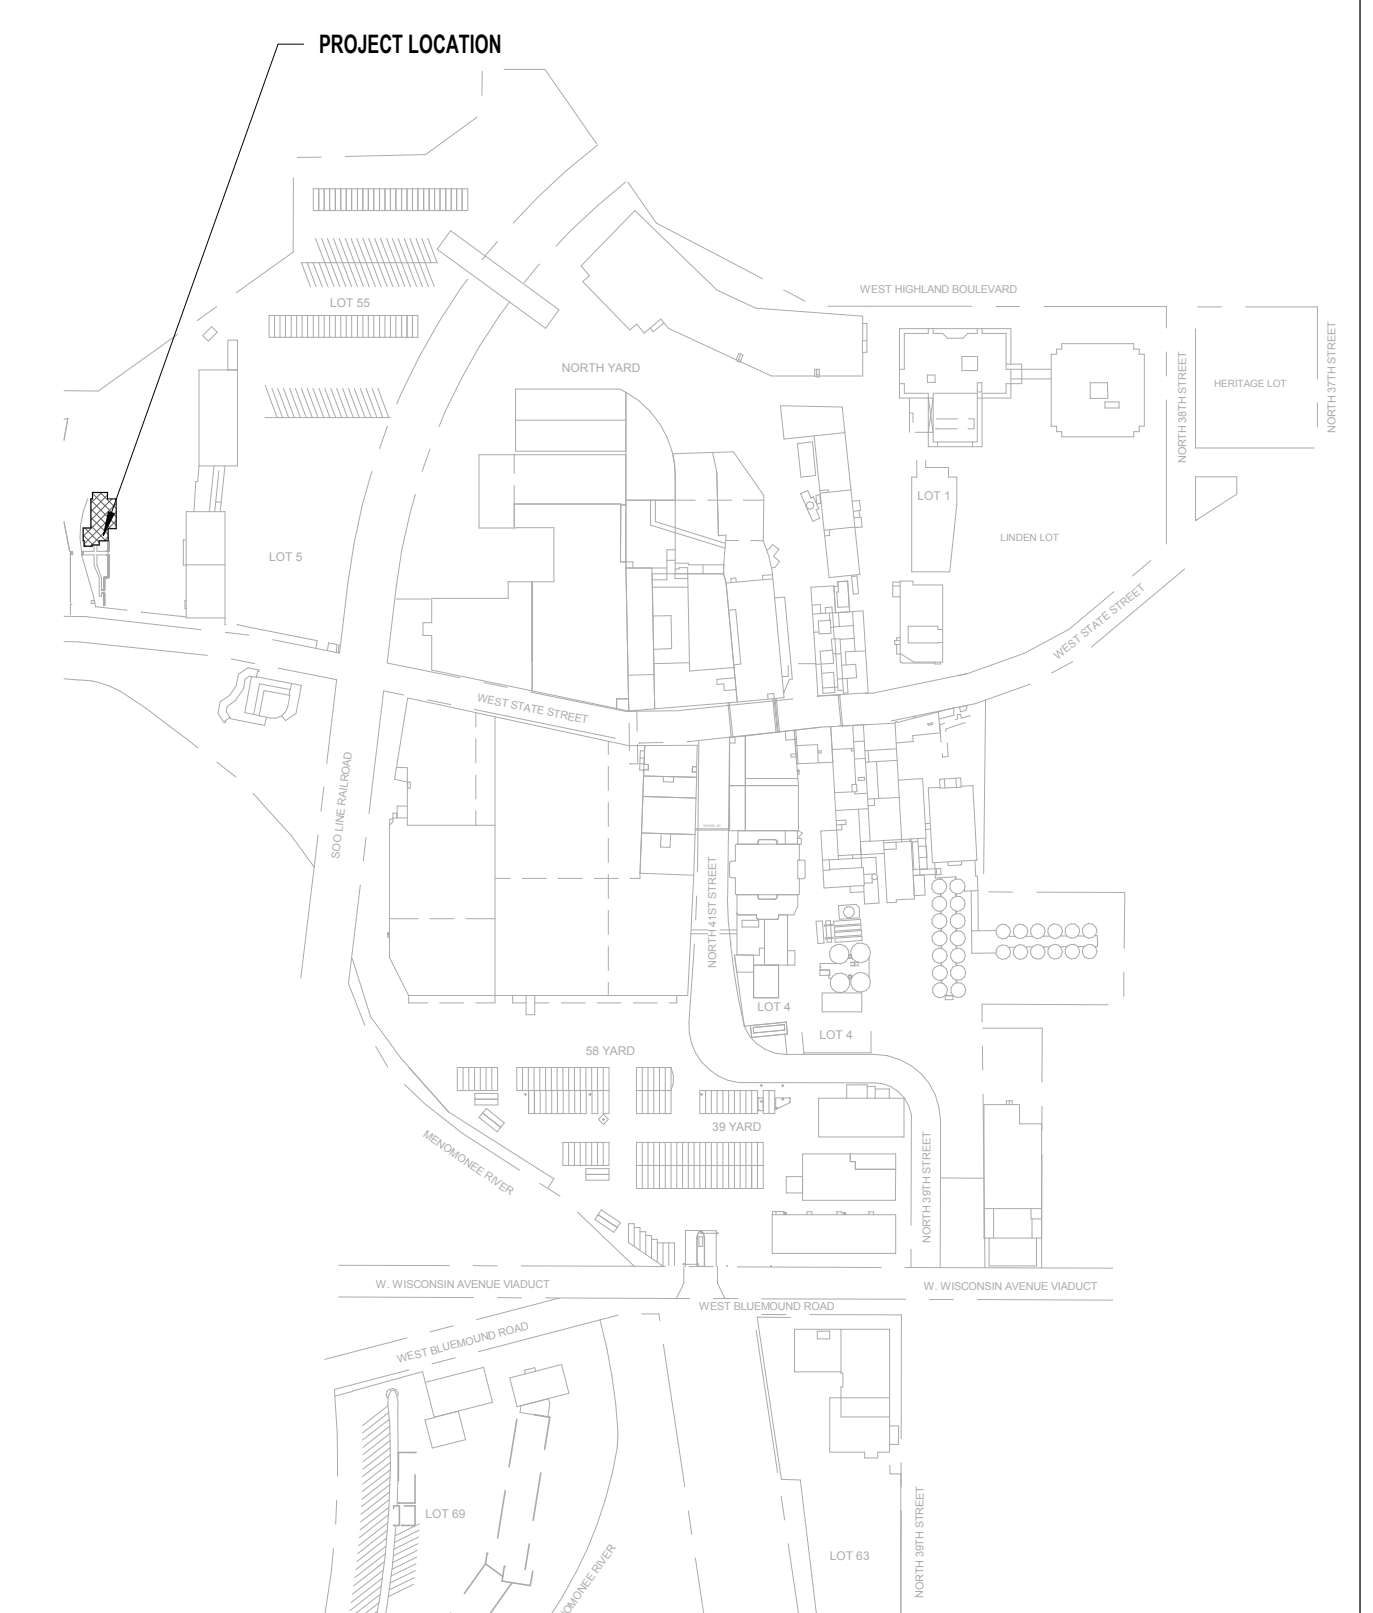 PROJECT LOCATION
WEST HIGHLAND BOULEVARD
LOT 55
NORTH 38TH STREET
NORTH 37TH STREET
NORTH YARD
HERITAGE LOT
LOT 1
LINDEN LOT
LOT 5
WEST STATE STREET
WEST STATE STREET
SOO LINE RAILROAD
NORTH 41ST STREET
LOT 4
LOT 4
58 YARD
39 YARD
MENOMONEE RIVER
NORTH 39TH STREET
W. WISCONSIN AVENUE VIADUCT
W. WISCONSIN AVENUE VIADUCT
WEST BLUEMOUND ROAD
WEST BLUEMOUND ROAD
LOT 69
LOT 63
NORTH 39TH STREET
OMONEE RIVER